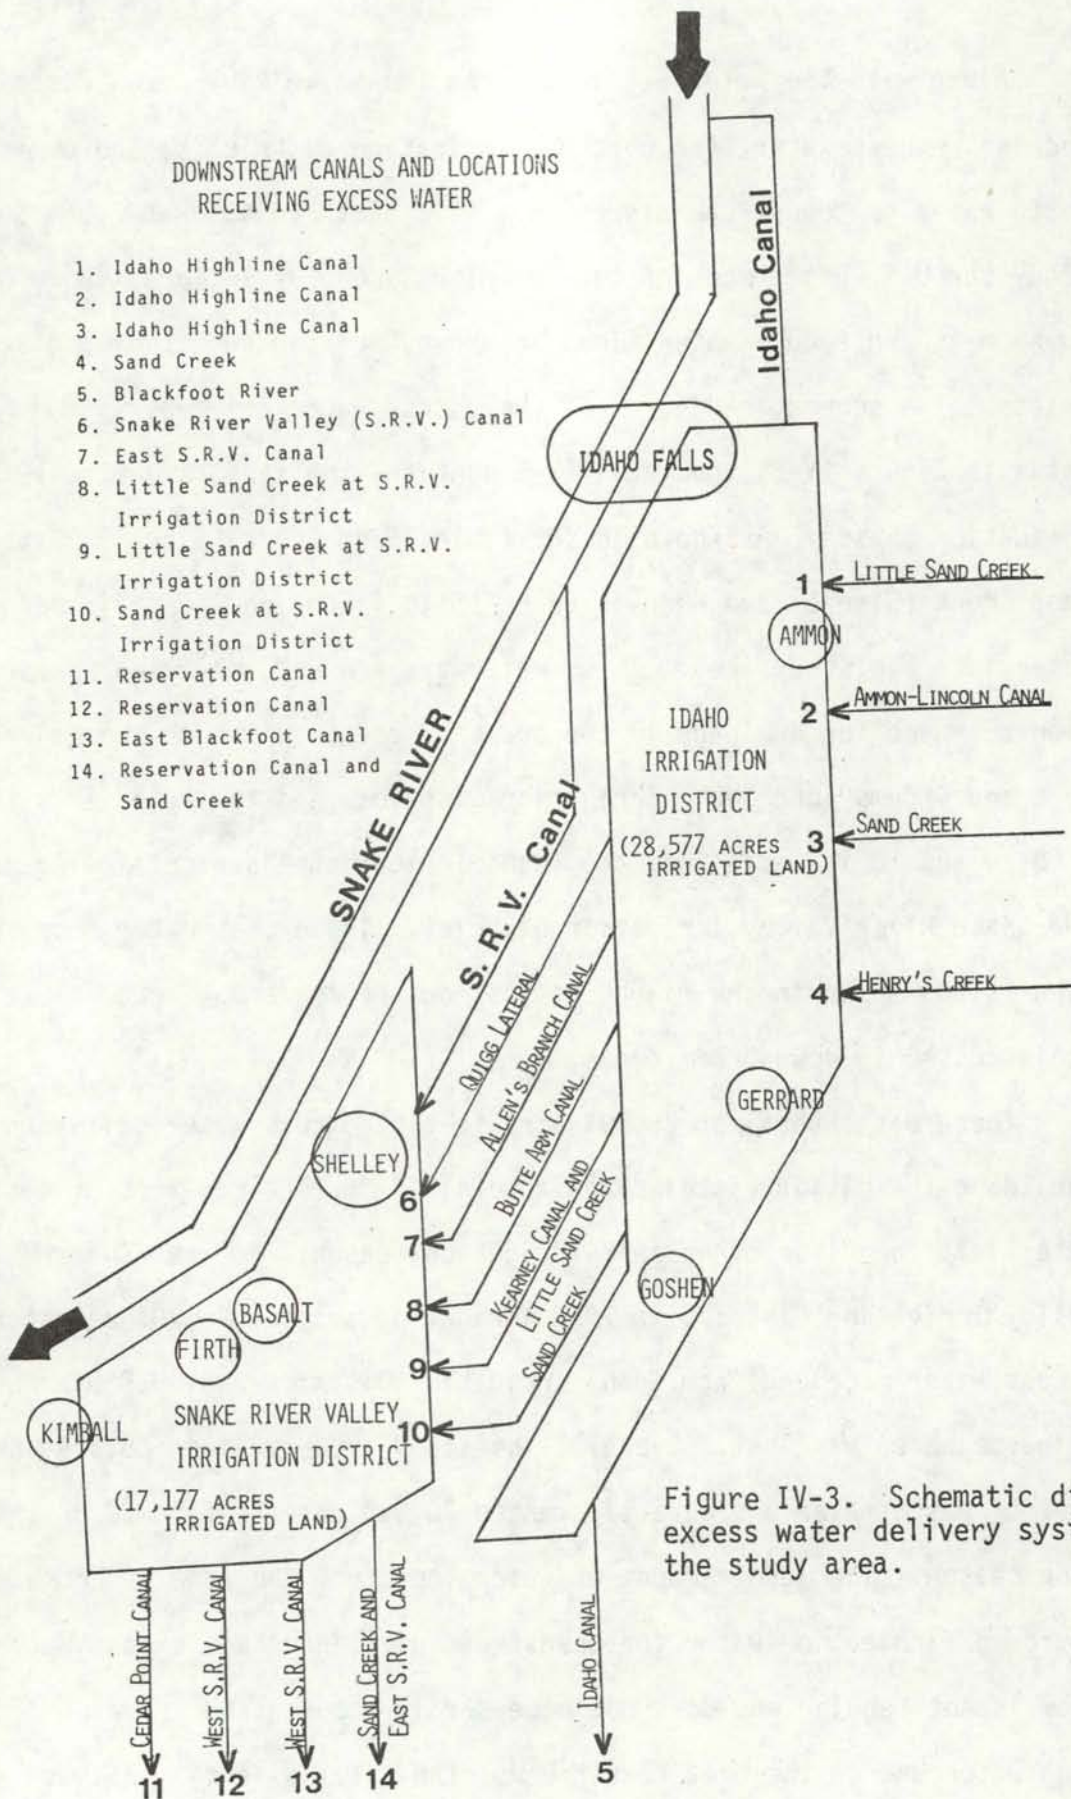 DOWNSTREAM CANALS AND LOCATIONS
RECEIVING EXCESS WATER
1. Idaho Highline Canal
2. Idaho Highline Canal
3. Idaho Highline Canal
4. Sand Creek
5. Blackfoot River
6. Snake River Valley (S.R.V.) Canal
7. East S.R.V. Canal
8. Little Sand Creek at S.R.V.
Irrigation District
9. Little Sand Creek at S.R.V.
Irrigation District
10. Sand Creek at S.R.V.
Irrigation District
11. Reservation Canal
12. Reservation Canal
13. East Blackfoot Canal
14. Reservation Canal and
Sand Creek
Idaho Canal
IDAHO FALLS
1
LITTLE SAND CREEK
AMMON
2
AMMON-LINCOLN CANAL
IDAHO
IRRIGATION
DISTRICT
(28,577 ACRES
IRRIGATED LAND)
3
SAND CREEK
4
HENRY'S CREEK
GERRARD
GOSHEN
SNAKE RIVER
S. R. V. Canal
QUIGG LATERAL
ALLEN'S BRANCH CANAL
BUTTE ARM CANAL
KEARNEY CANAL AND
LITTLE SAND CREEK
SAND CREEK
SHELLEY
6
7
8
9
10
BASALT
FIRTH
KIMBALL
SNAKE RIVER VALLEY
IRRIGATION DISTRICT
(17,177 ACRES
IRRIGATED LAND)
Figure IV-3. Schematic
excess water delivery
the study area.
CEDAR POINT CANAL
WEST S.R.V. CANAL
WEST S.R.V. CANAL
SAND CREEK AND
EAST S.R.V. CANAL
IDAHO CANAL
11
12
13
14
5